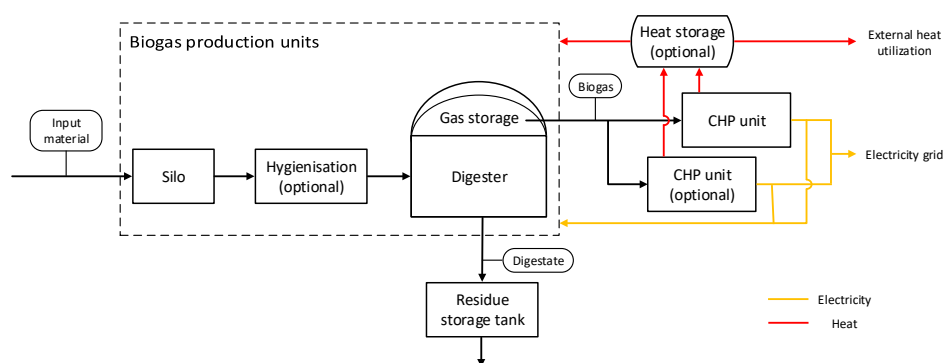 Biogas production units
Heat storage
(optional)
External heat
utilization
Biogas
Input
material
Gas storage
CHP unit
Electricity grid
Silo
Hygienisation
(optional)
Digester
CHP unit
(optional)
Digestate
Residue
storage tank
Electricity
Heat